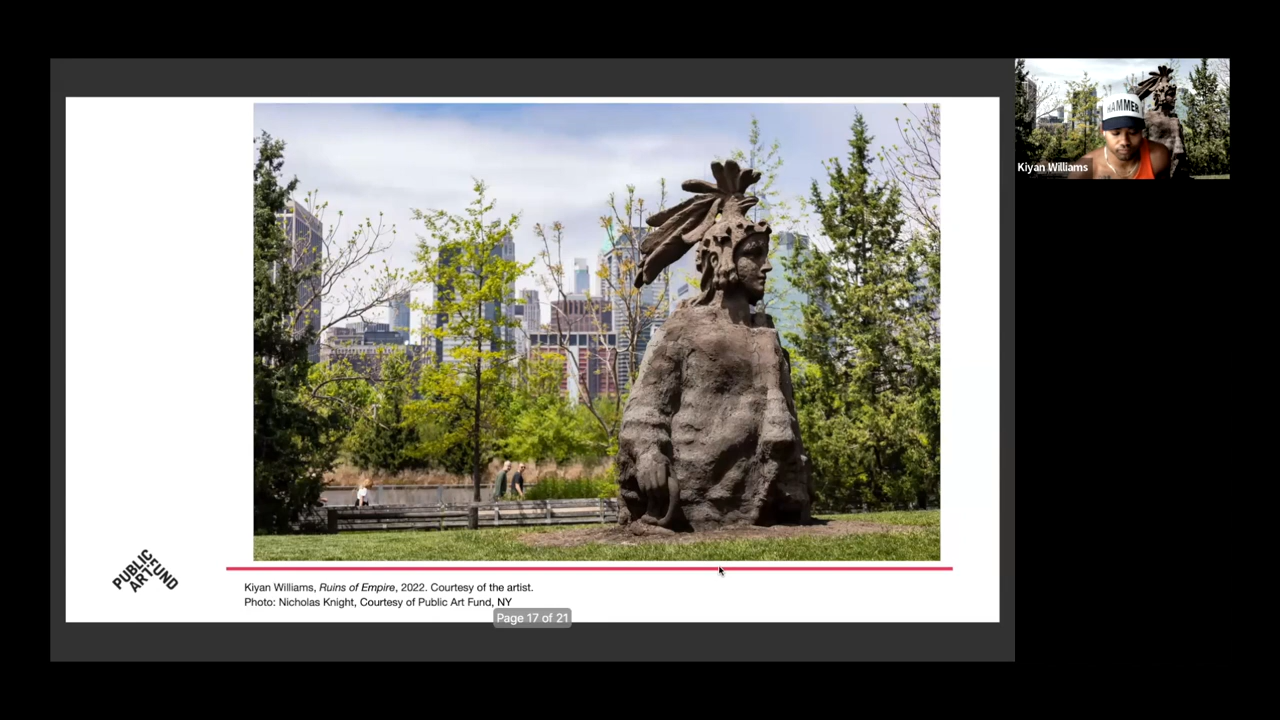 HAMMER
Kiyan Williams
PUBLIC
ART
FUND
Kiyan Williams, Ruins of Empire, 2022. Courtesy of the artist.
Photo: Nicholas Knight, Courtesy of Public Art Fund, NY
Page 17 of 21